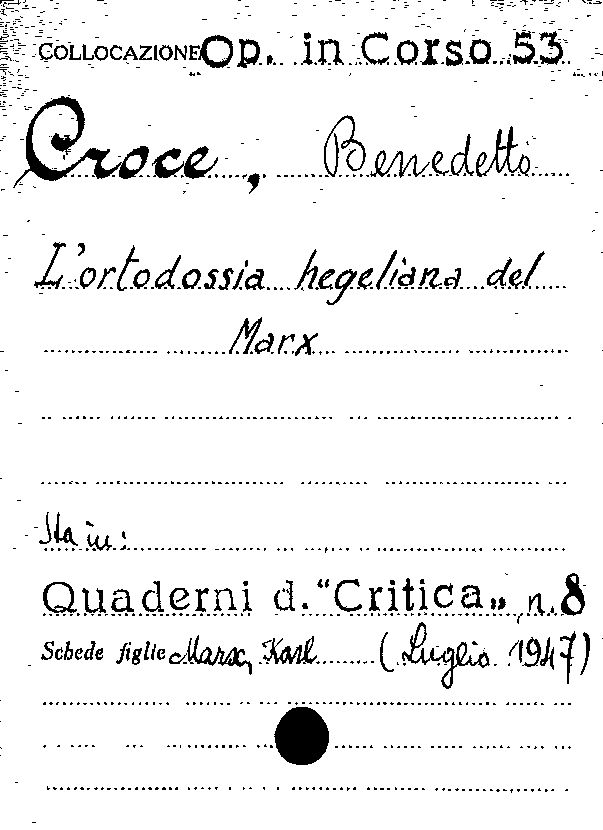 COLLOCAZIONE Op. in Corso 53
Croce, Benedetto
L'ortodossia hegeliana del
Marx
Sta in:
Quaderni d. "Critica„ n. 8
Schede figlie Marx, Karl (Luglio 1947)